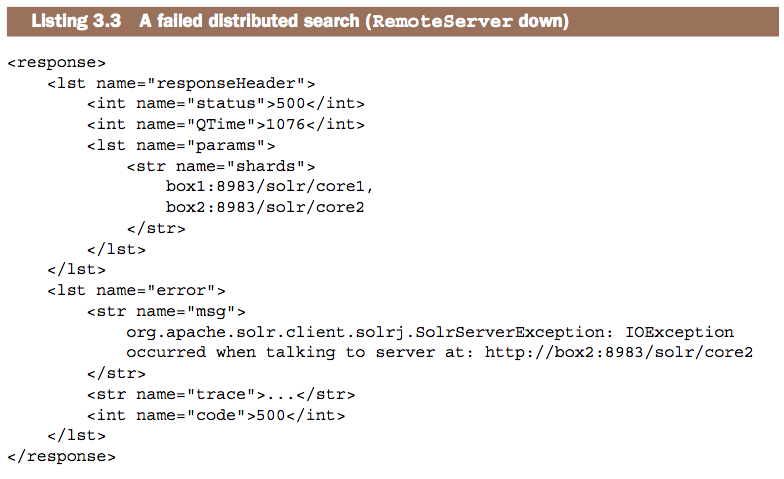 Listing 3.3 A failed distributed search (RemoteServer down)
<response>
    <lst name="responseHeader">
        <int name="status">500</int>
        <int name="QTime">1076</int>
        <lst name="params">
            <str name="shards">
                box1:8983/solr/core1,
                box2:8983/solr/core2
            </str>
        </lst>
    </lst>
    <lst name="error">
        <str name="msg">
            org.apache.solr.client.solrj.SolrServerException: IOException
            occurred when talking to server at: http://box2:8983/solr/core2
        </str>
        <str name="trace">...</str>
        <int name="code">500</int>
    </lst>
</response>